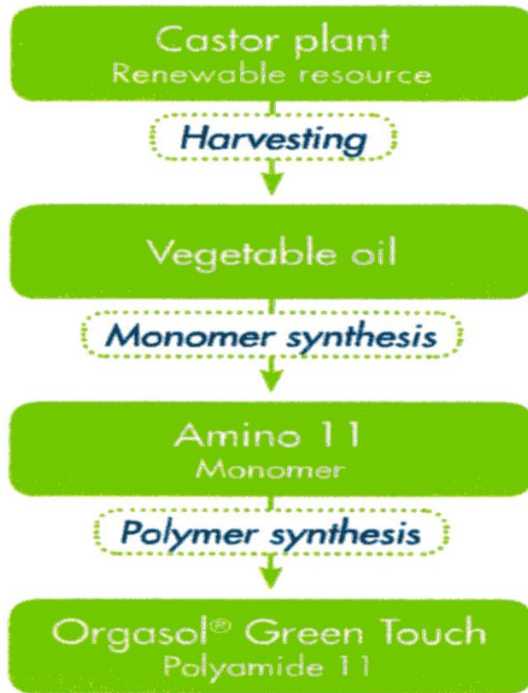 Castor plant
Renewable resource
Harvesting
Vegetable oil
Monomer synthesis
Amino 11
Monomer
Polymer synthesis
Orgasol® Green Touch
Polyamide 11